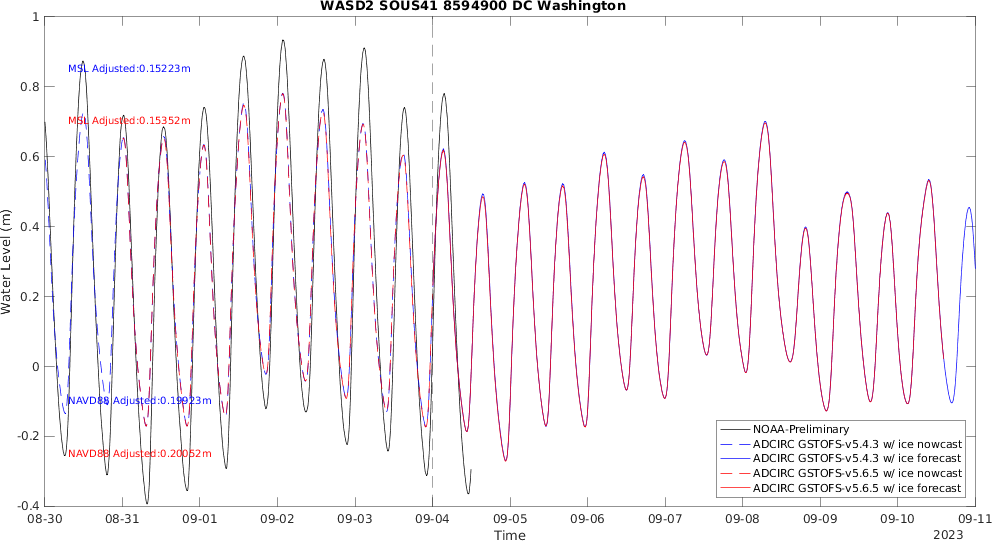 WASD2 SOUS41 8594900 DC Washington
1
0.8
0.6
0.4
0.2
0
-0.2
-0.4
Water Level (m)
MSL Adjusted:0.15223m
MSL Adjusted:0.15352m
NAVD88 Adjusted:0.19923m
NAVD88 Adjusted:0.20052m
NOAA-Preliminary
ADCIRC GSTOFS-v5.4.3 w/ ice nowcast
ADCIRC GSTOFS-v5.4.3 w/ ice forecast
ADCIRC GSTOFS-v5.6.5 w/ ice nowcast
ADCIRC GSTOFS-v5.6.5 w/ ice forecast
08-30 08-31 09-01 09-02 09-03 09-04 09-05 09-06 09-07 09-08 09-09 09-10 09-11
Time
2023